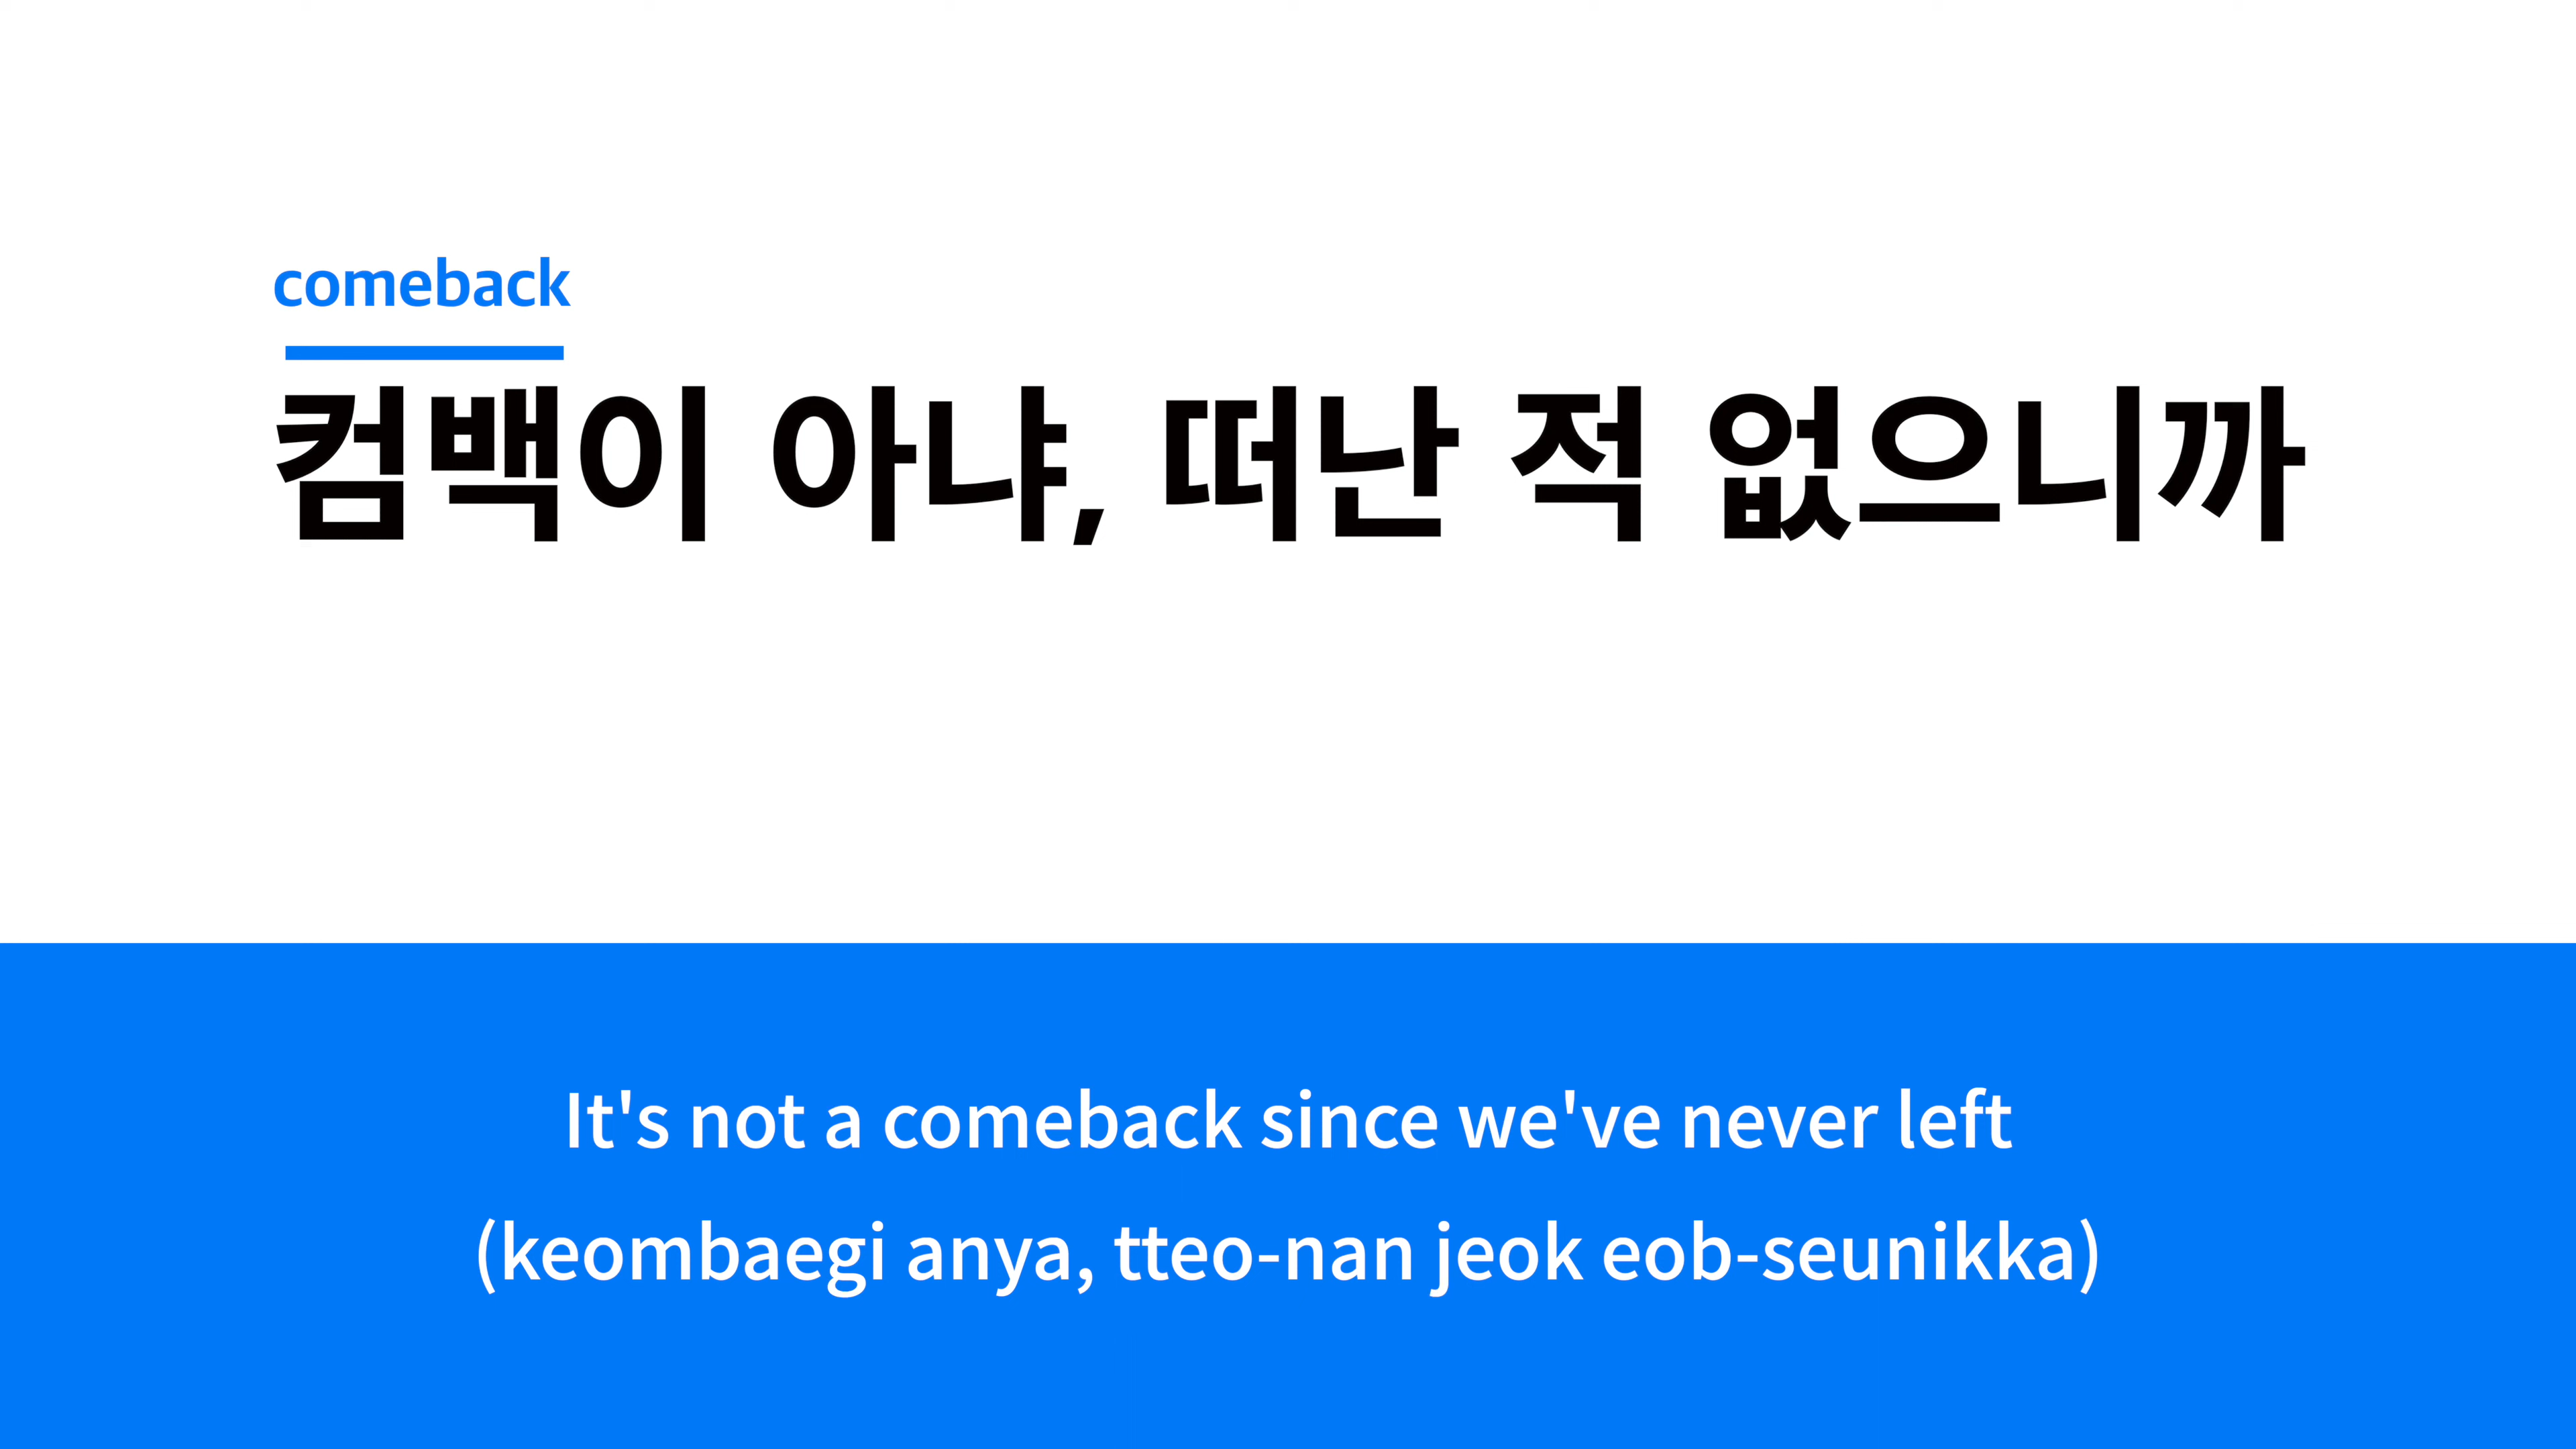 comeback
컴백이 아냐, 떠난 적 없으니까
It's not a comeback since we've never left
(keombaegi anya, tteo-nan jeok eob-seunikka)